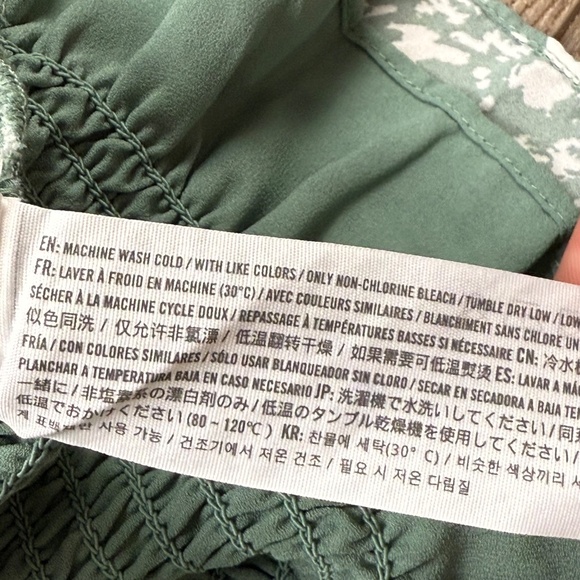 EN: MACHINE WASH COLD / WITH LIKE COLORS / ONLY NON-CHLORINE BLEACH / TUMBLE DRY LOW / LOW
FR: LAVER À FROID EN MACHINE (30°C) / AVEC COULEURS SIMILAIRES / BLANCHIMENT SANS CHLORE
SÉCHER À LA MACHINE CYCLE DOUX / REPASSAGE À TEMPÉRATURES BASSES SI NÉCESSAIRE CN: 冷水
似色同洗 / 仅允许非氯漂 / 低温翻转干燥 / 如果需要可低温熨烫 ES: LAVAR A
FRÍA / CON COLORES SIMILARES / SÓLO USAR BLANQUEADOR SIN CLORO / SECAR EN SECADORA A BAJA
PLANCHAR A TEMPERATURA BAJA EN CASO NECESARIO JP: 洗濯機で水洗いしてください / 同
一緒に / 非塩素系の漂白剤のみ / 低温のタンブル乾燥機を使用してください /
低温でおかけください (80～120℃) KR: 찬물에 세탁(30° C) / 비슷한 색상끼리
표백제만 사용 가능 / 건조기에서 저온 건조 / 필요 시 저온 다림질